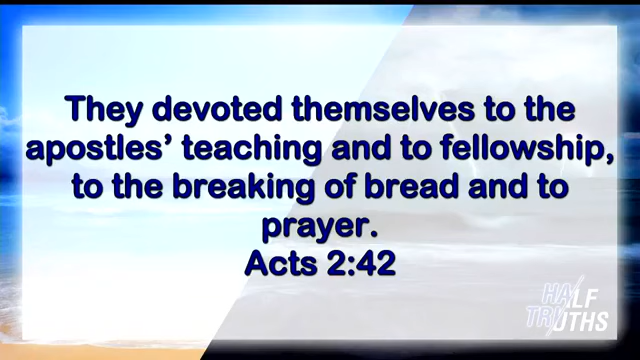 They devoted themselves to the
apostles’ teaching and to fellowship,
to the breaking of bread and to
prayer.
Acts 2:42
HALF
TRUTHS